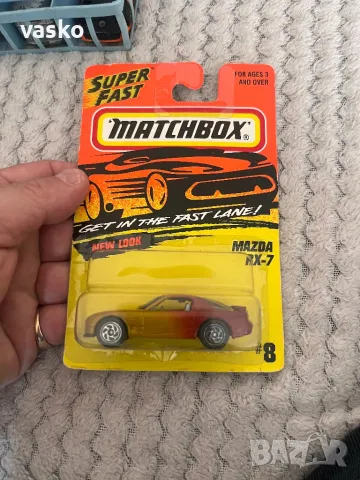 vasko
SUPER
FAST
FOR AGES 3
AND OVER
MATCHBOX®
GET IN THE FAST LANE!
NEW LOOK
MAZDA
RX-7
#8
BAZAR
bg